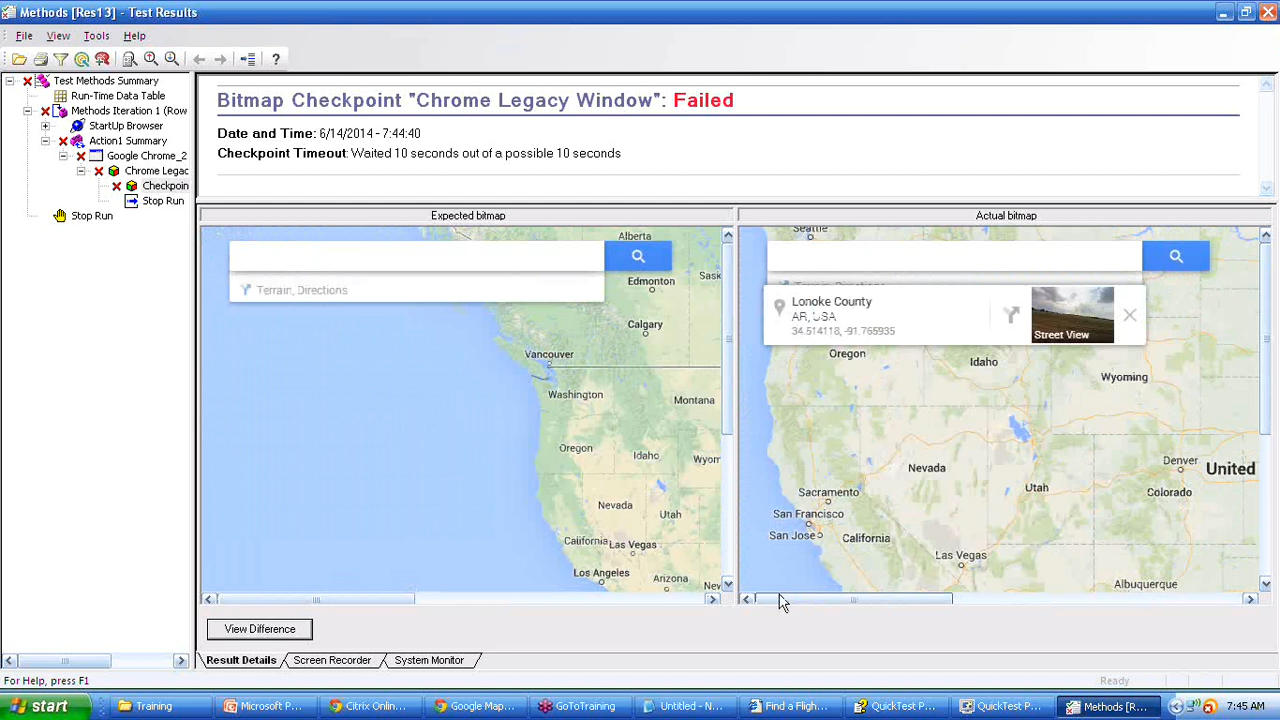 Methods [Res13] - Test Results
File View Tools Help
Test Methods Summary
Run-Time Data Table
Methods Iteration 1 (Row
StartUp Browser
Action1 Summary
Google Chrome_2
Chrome Legac
Checkpoin
Stop Run
Stop Run
Bitmap Checkpoint "Chrome Legacy Window": Failed
Date and Time: 6/14/2014 - 7:44:40
Checkpoint Timeout: Waited 10 seconds out of a possible 10 seconds
Expected bitmap
Alberta
Terrain, Directions
Edmonton
Sask
Calgary
Vancouver
Washington
Montana
Oregon
Idaho
Wyom
Nevada
Utah
California
Las Vegas
Los Angeles
Arizona
Nev
Actual bitmap
Seattle
Terrain, Directions
Lonoke County
AR, USA
34.514118, -91.765935
Street View
Oregon
Idaho
Wyoming
Nevada
Denver
United
Utah
Colorado
Sacramento
San Francisco
San Jose
California
Las Vegas
Albuquerque
View Difference
Result Details Screen Recorder System Monitor
For Help, press F1
Ready
start
Training
Microsoft P...
Citrix Onlin...
Google Map...
GoToTraining
Untitled - N...
Find a Fligh...
QuickTest P...
QuickTest P...
Methods [R...
7:45 AM